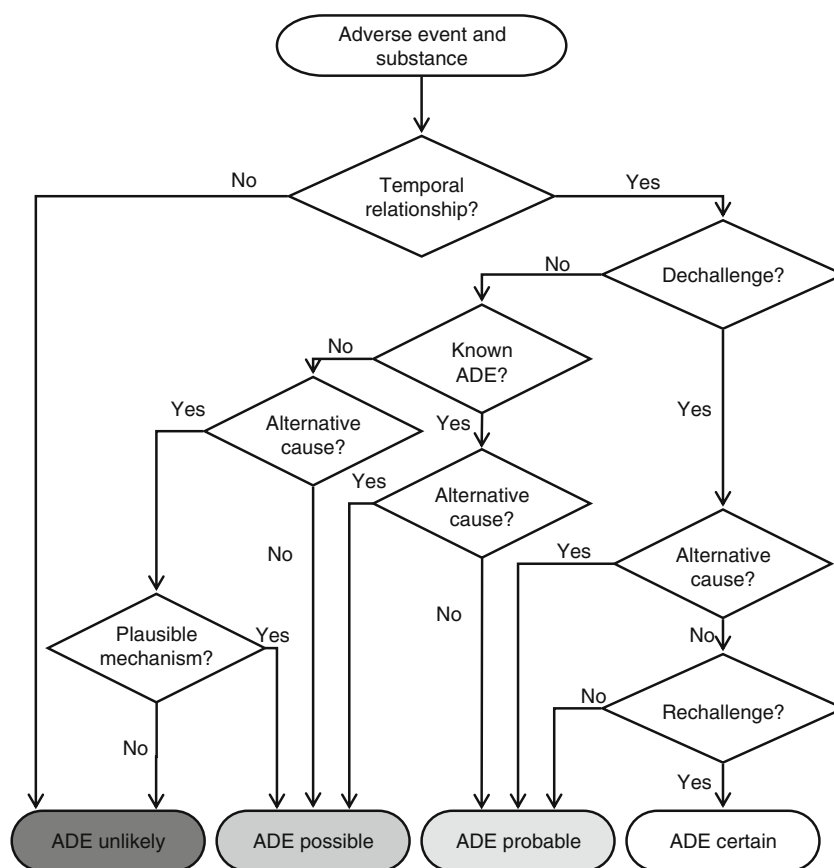 Adverse event and
substance
No
Temporal
relationship?
Yes
No
Dechallenge?
No
Known
ADE?
Yes
Alternative
cause?
Yes
Yes
Yes
Alternative
cause?
Yes
Alternative
cause?
No
No
No
Plausible
mechanism?
Yes
No
Rechallenge?
No
Yes
ADE unlikely
ADE possible
ADE probable
ADE certain